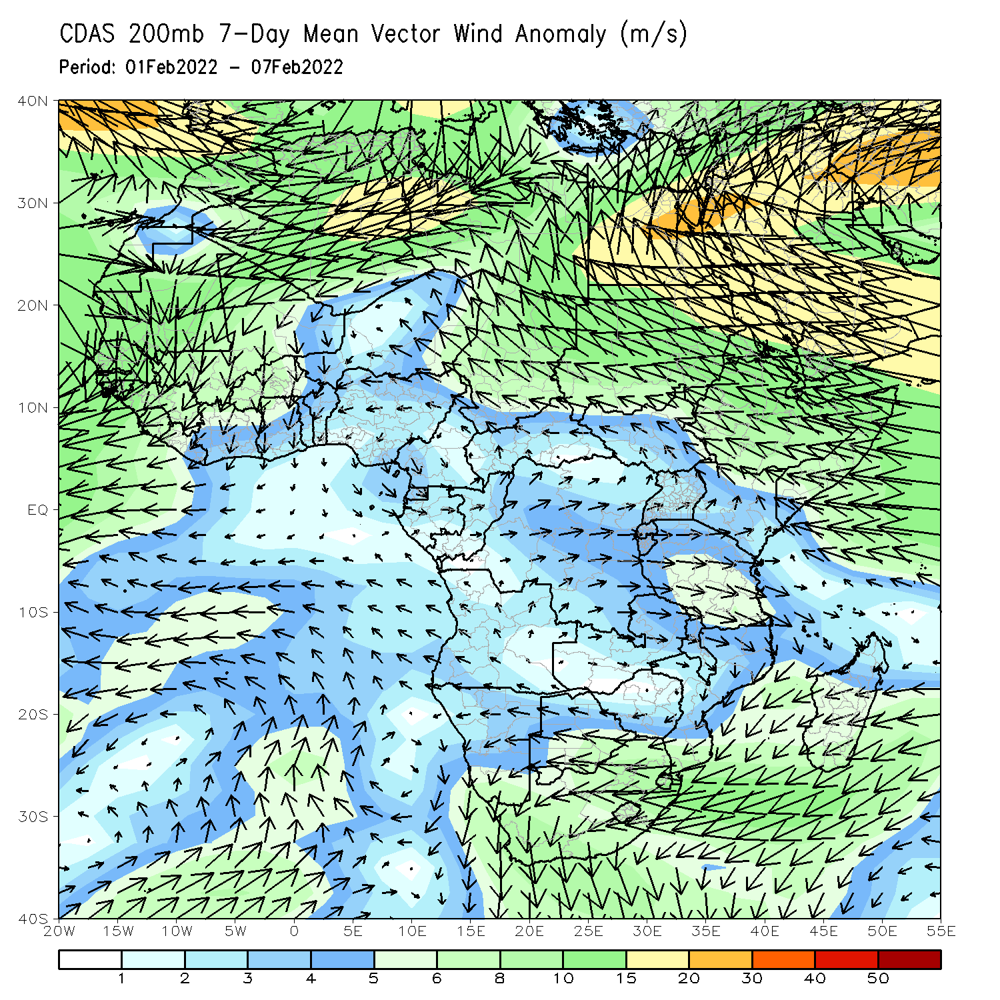 CDAS 200mb 7-Day Mean Vector Wind Anomaly (m/s)
Period: 01Feb2022 - 07Feb2022
40N
30N
20N
10N
EQ
10S
20S
30S
40S
20W 15W 10W 5W 0 5E 10E 15E 20E 25E 30E 35E 40E 45E 50E 55E
1 2 3 4 5 6 8 10 15 20 30 40 50